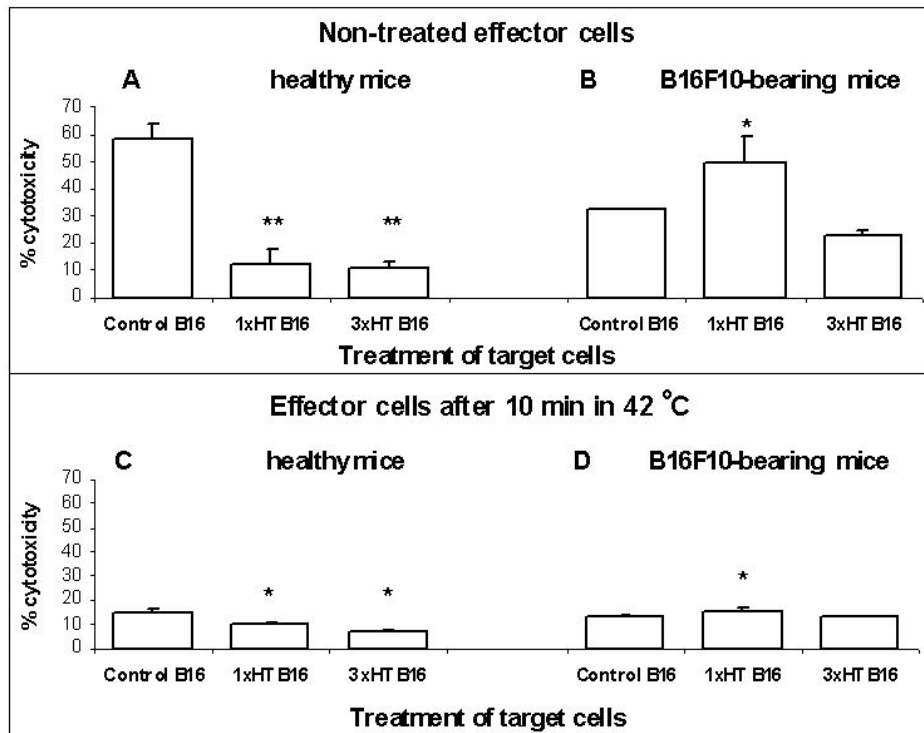 Non-treated effector cells
A healthy mice B B16F10-bearing mice
% cytotoxicity
70
60
50
40
30
20
10
0
* 
** **
Control B16 1xHT B16 3xHT B16 Control B16 1xHT B16 3xHT B16
Treatment of target cells
Effector cells after 10 min in 42 °C
C healthy mice D B16F10-bearing mice
% cytotoxicity
70
60
50
40
30
20
10
0
* * *
Control B16 1xHT B16 3xHT B16 Control B16 1xHT B16 3xHT B16
Treatment of target cells